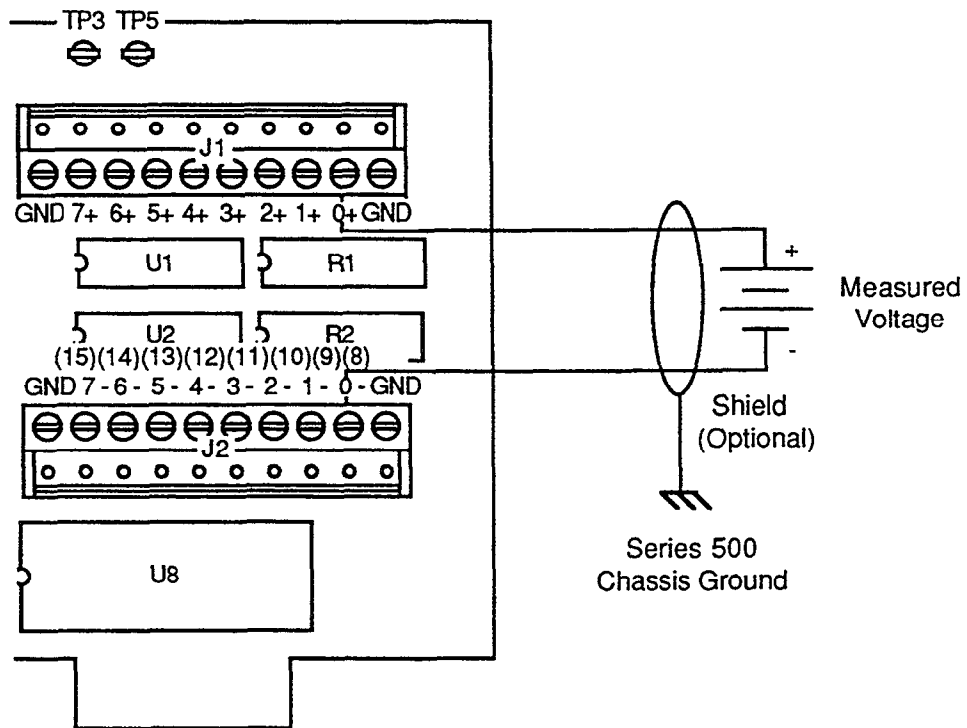 TP3 TP5
J1
GND 7+ 6+ 5+ 4+ 3+ 2+ 1+ 0+ GND
U1 R1
+
Measured
Voltage
U2 R2
(15)(14)(13)(12)(11)(10)(9)(8)
-
GND 7 - 6 - 5 - 4 - 3 - 2 - 1 - 0 - GND
Shield
(Optional)
J2
Series 500
Chassis Ground
U8